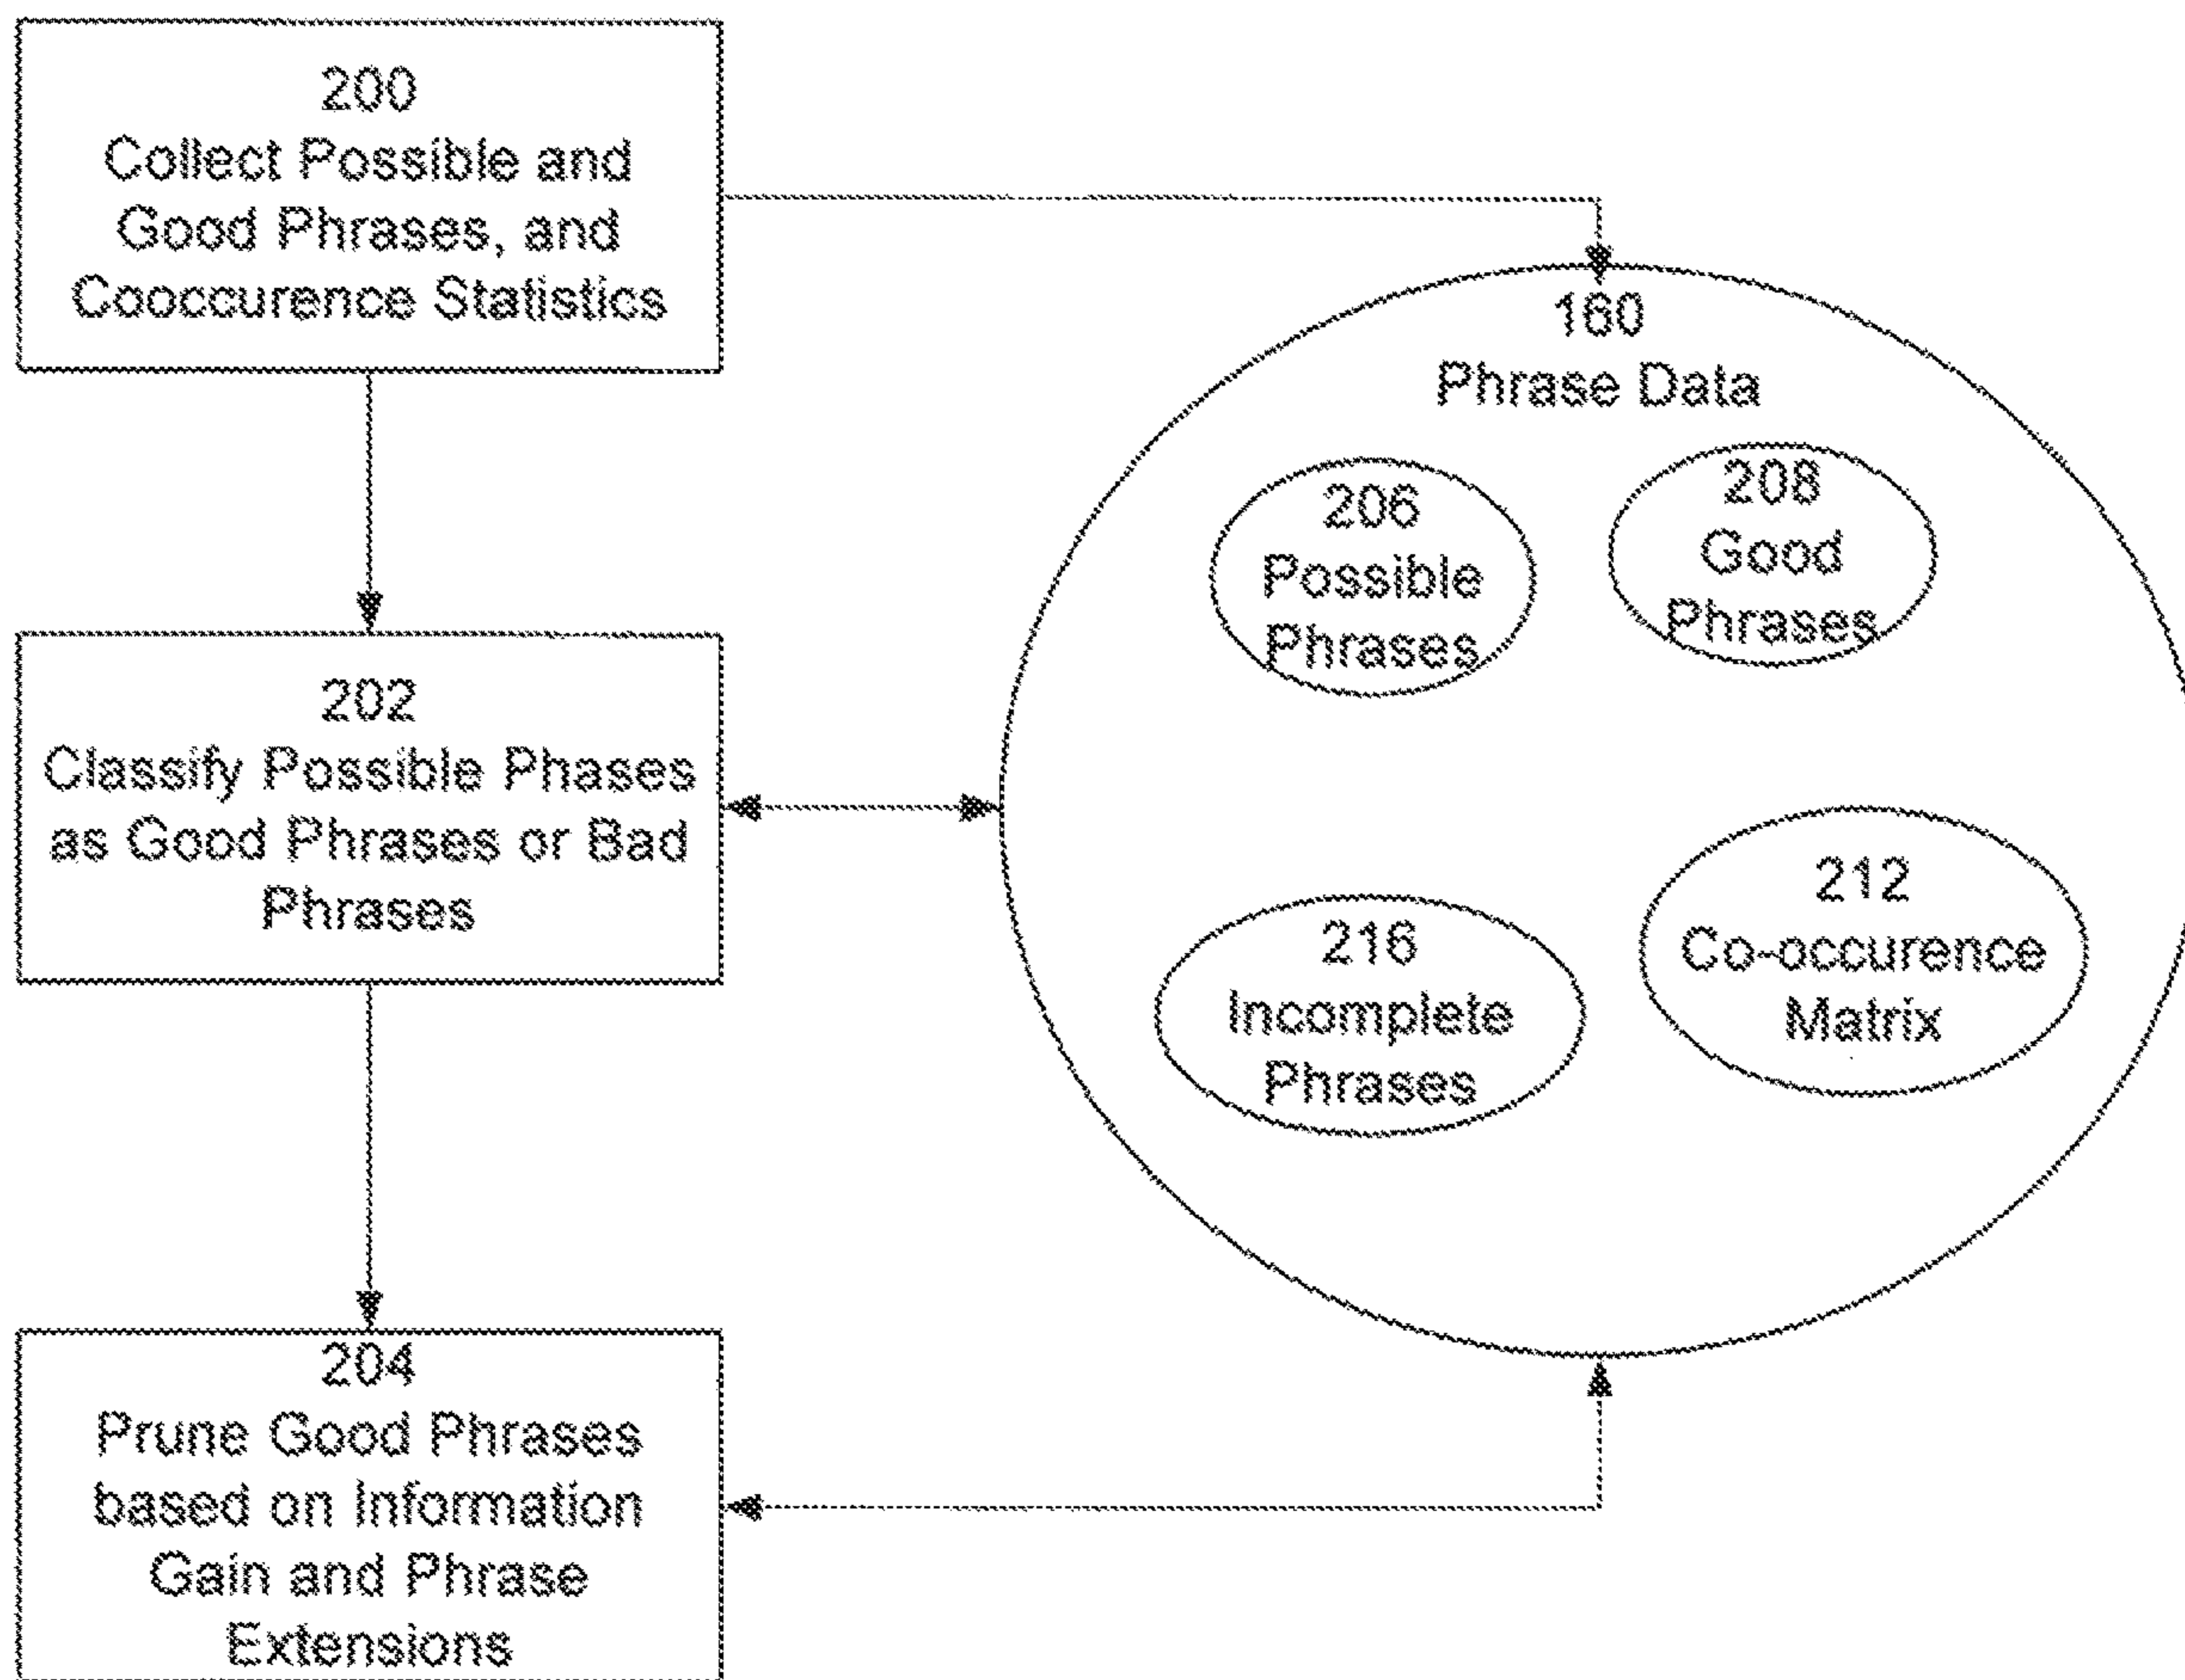 200
Collect Possible and
Good Phrases, and
Cooccurence Statistics
160
Phrase Data
206
Possible
Phrases
208
Good
Phrases
202
Classify Possible Phases
as Good Phrases or Bad
Phrases
216
Incomplete
Phrases
212
Co-occurence
Matrix
204
Prune Good Phrases
based on Information
Gain and Phrase
Extensions